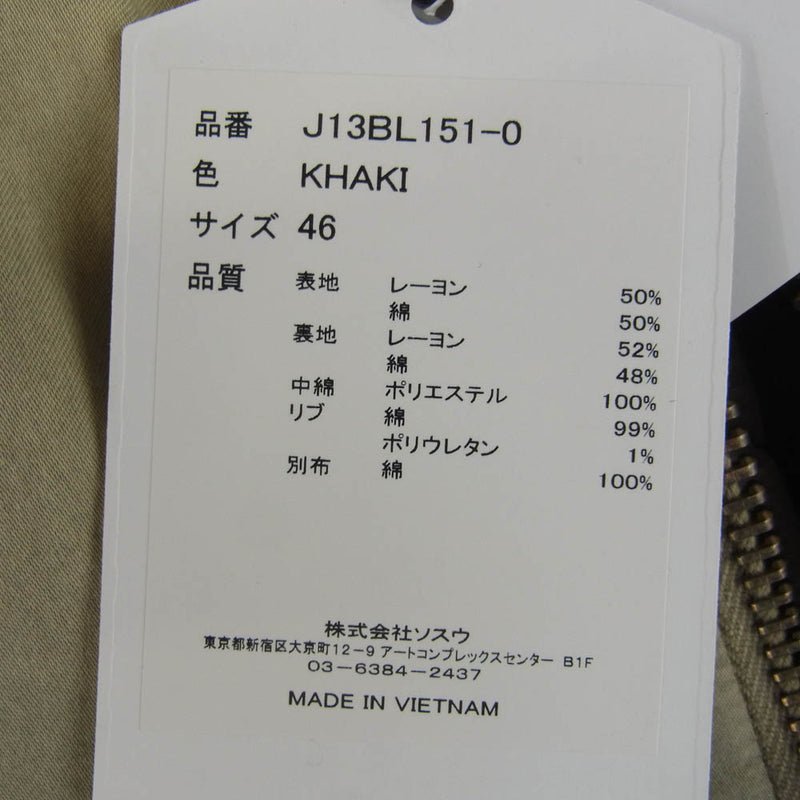 品番 J13BL151-0
色 KHAKI
サイズ 46
品質 表地 レーヨン 50%
綿 50%
裏地 レーヨン 52%
綿 48%
中綿 ポリエステル 100%
リブ 綿 99%
ポリウレタン 1%
別布 綿 100%
株式会社ソスウ
東京都新宿区大京町12-9 アートコンプレックスセンター B1F
03-6384-2437
MADE IN VIETNAM